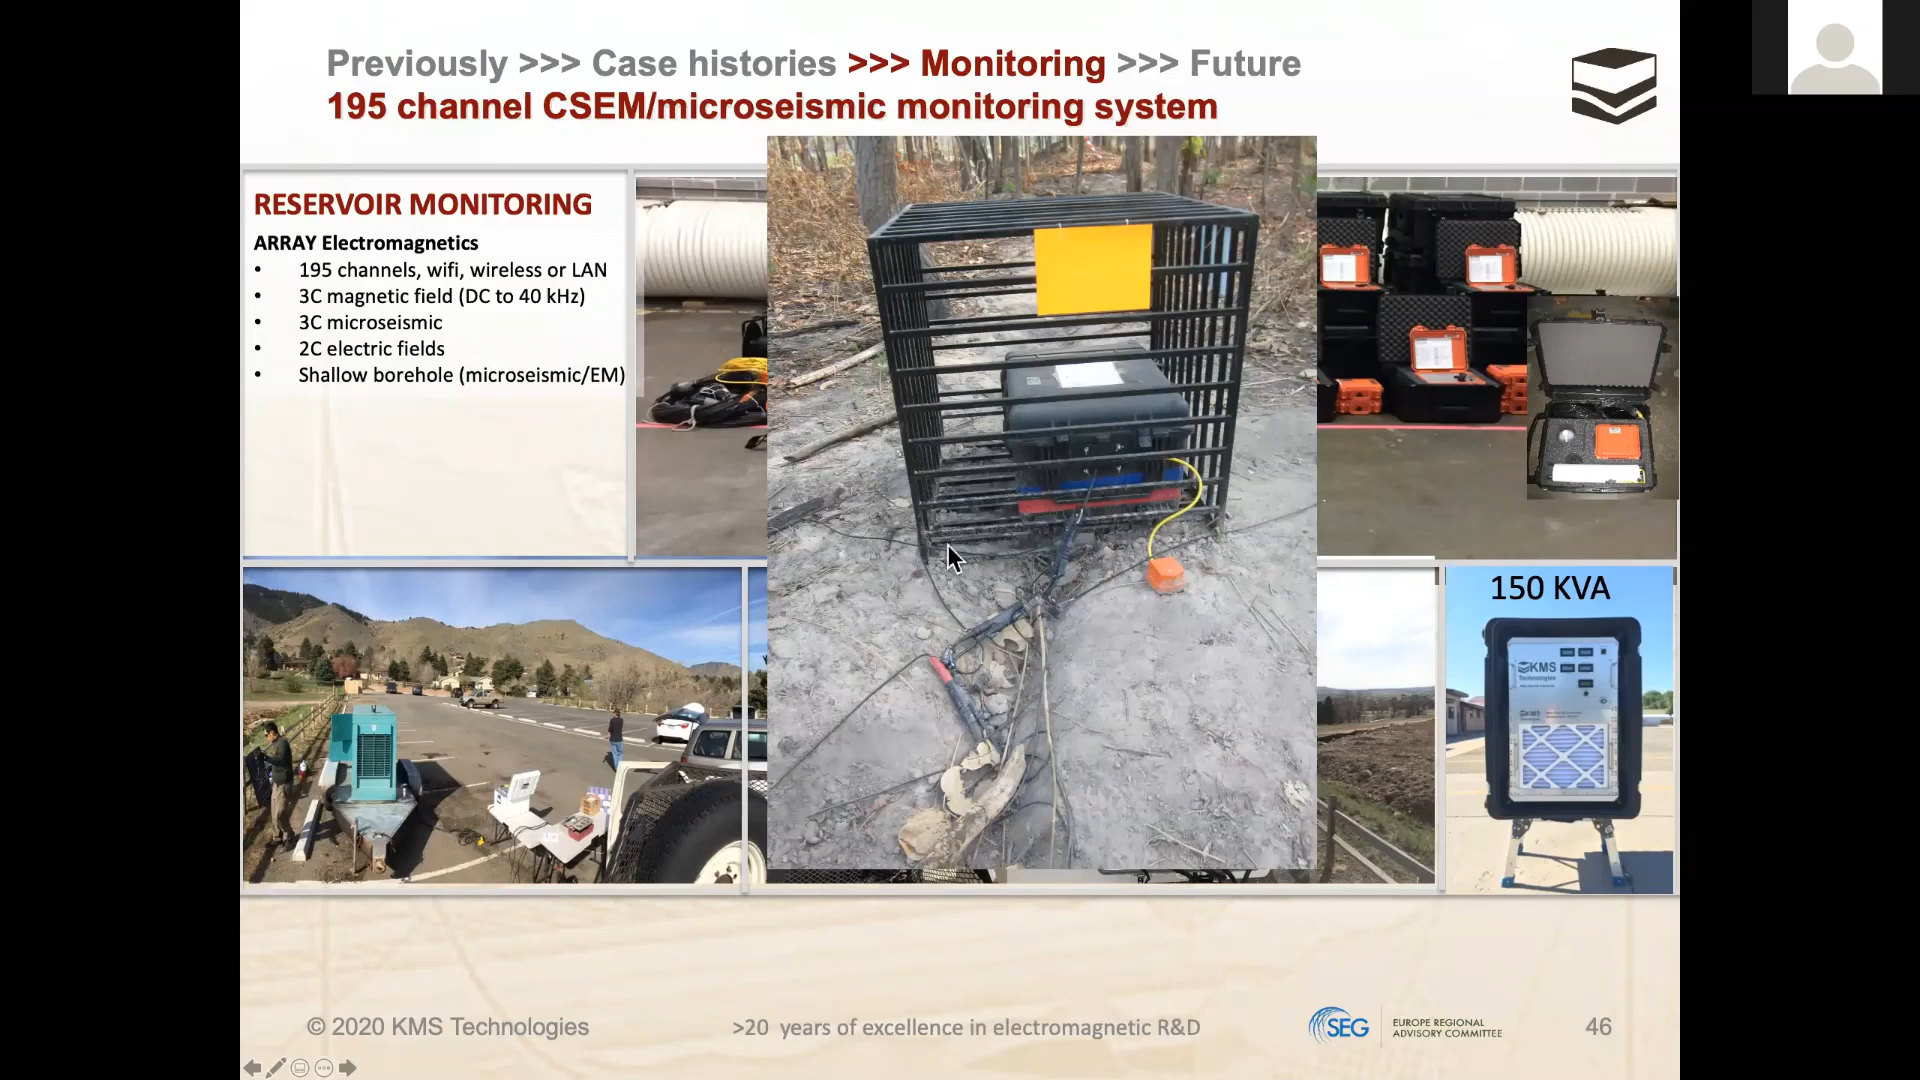 Previously >>> Case histories >>> Monitoring >>> Future
195 channel CSEM/microseismic monitoring system
RESERVOIR MONITORING
ARRAY Electromagnetics
• 195 channels, wifi, wireless or LAN
• 3C magnetic field (DC to 40 kHz)
• 3C microseismic
• 2C electric fields
• Shallow borehole (microseismic/EM)
150 KVA
KMS
Technologies
KMS
© 2020 KMS Technologies
>20 years of excellence in electromagnetic R&D
SEG
EUROPE REGIONAL
ADVISORY COMMITTEE
46